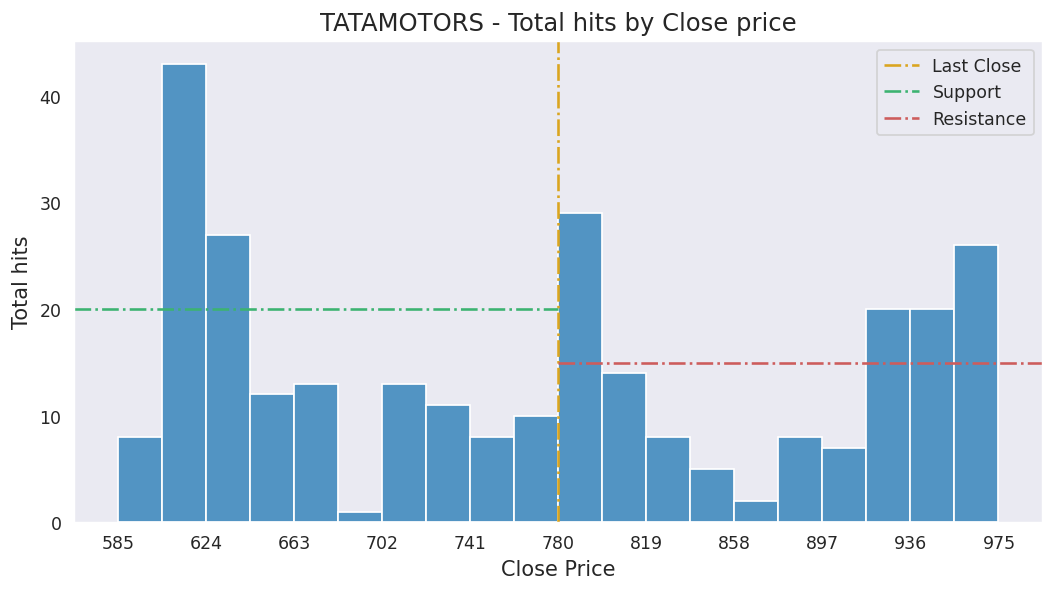 TATAMOTORS - Total hits by Close price
Last Close
Support
Resistance
Total hits
40
30
20
10
0
585 624 663 702 741 780 819 858 897 936 975
Close Price